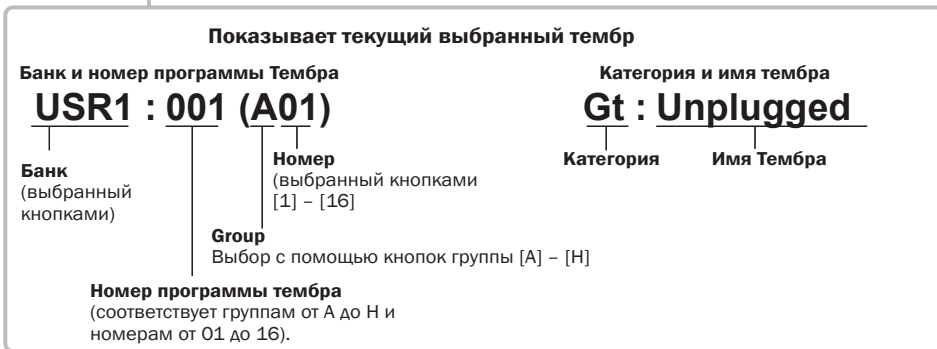 Показывает текущий выбранный тембр
Банк и номер программы Тембра
USR1 : 001 (A01)
Категория и имя тембра
Gt : Unplugged
Банк
(выбранный
кнопками)
Номер
(выбранный кнопками
[1] – [16]
Категория
Имя Тембра
Group
Выбор с помощью кнопок группы [A] – [H]
Номер программы тембра
(соответствует группам от A до H и
номерам от 01 до 16).